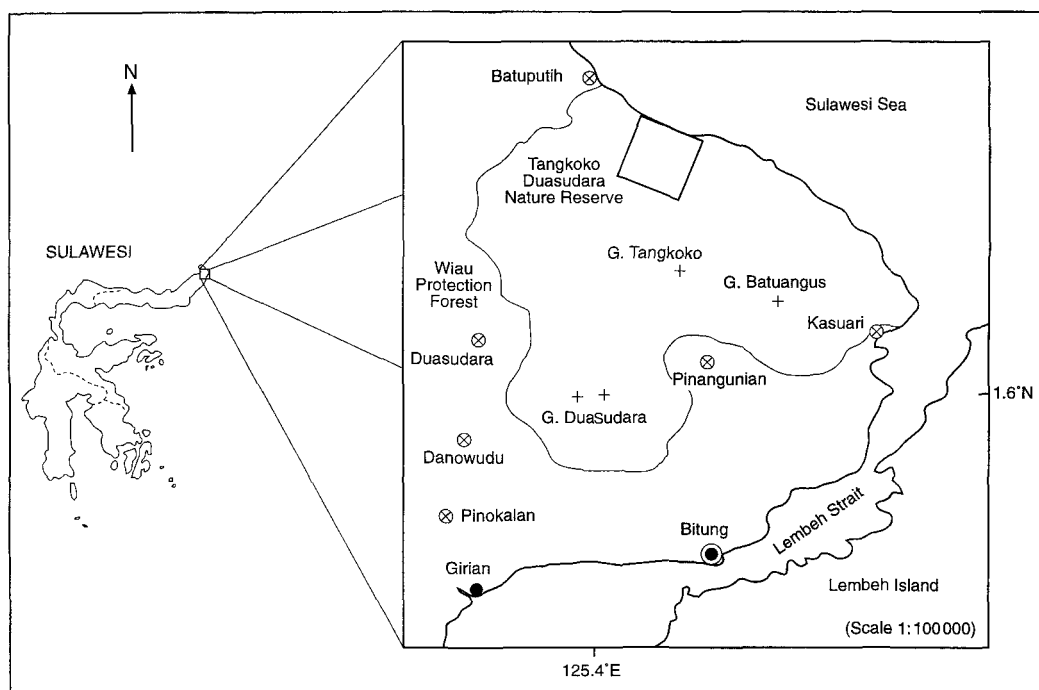 N
SULAWESI
Batuputih
Sulawesi Sea
Tangkoko
Duasudara
Nature Reserve
G. Tangkoko
Wiau
Protection
Forest
G. Batuangus
Kasuari
Duasudara
Pinangunian
1.6°N
G. DuaSudara
Danowudu
Pinokalan
Lembeh Strait
Bitung
Girian
Lembeh Island
(Scale 1:100000)
125.4°E